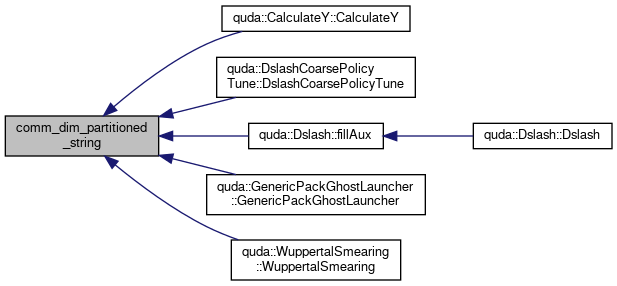 quda::CalculateY::CalculateY
quda::DslashCoarsePolicy
Tune::DslashCoarsePolicyTune
comm_dim_partitioned
_string
quda::Dslash::fillAux
quda::Dslash::Dslash
quda::GenericPackGhostLauncher
::GenericPackGhostLauncher
quda::WuppertalSmearing
::WuppertalSmearing